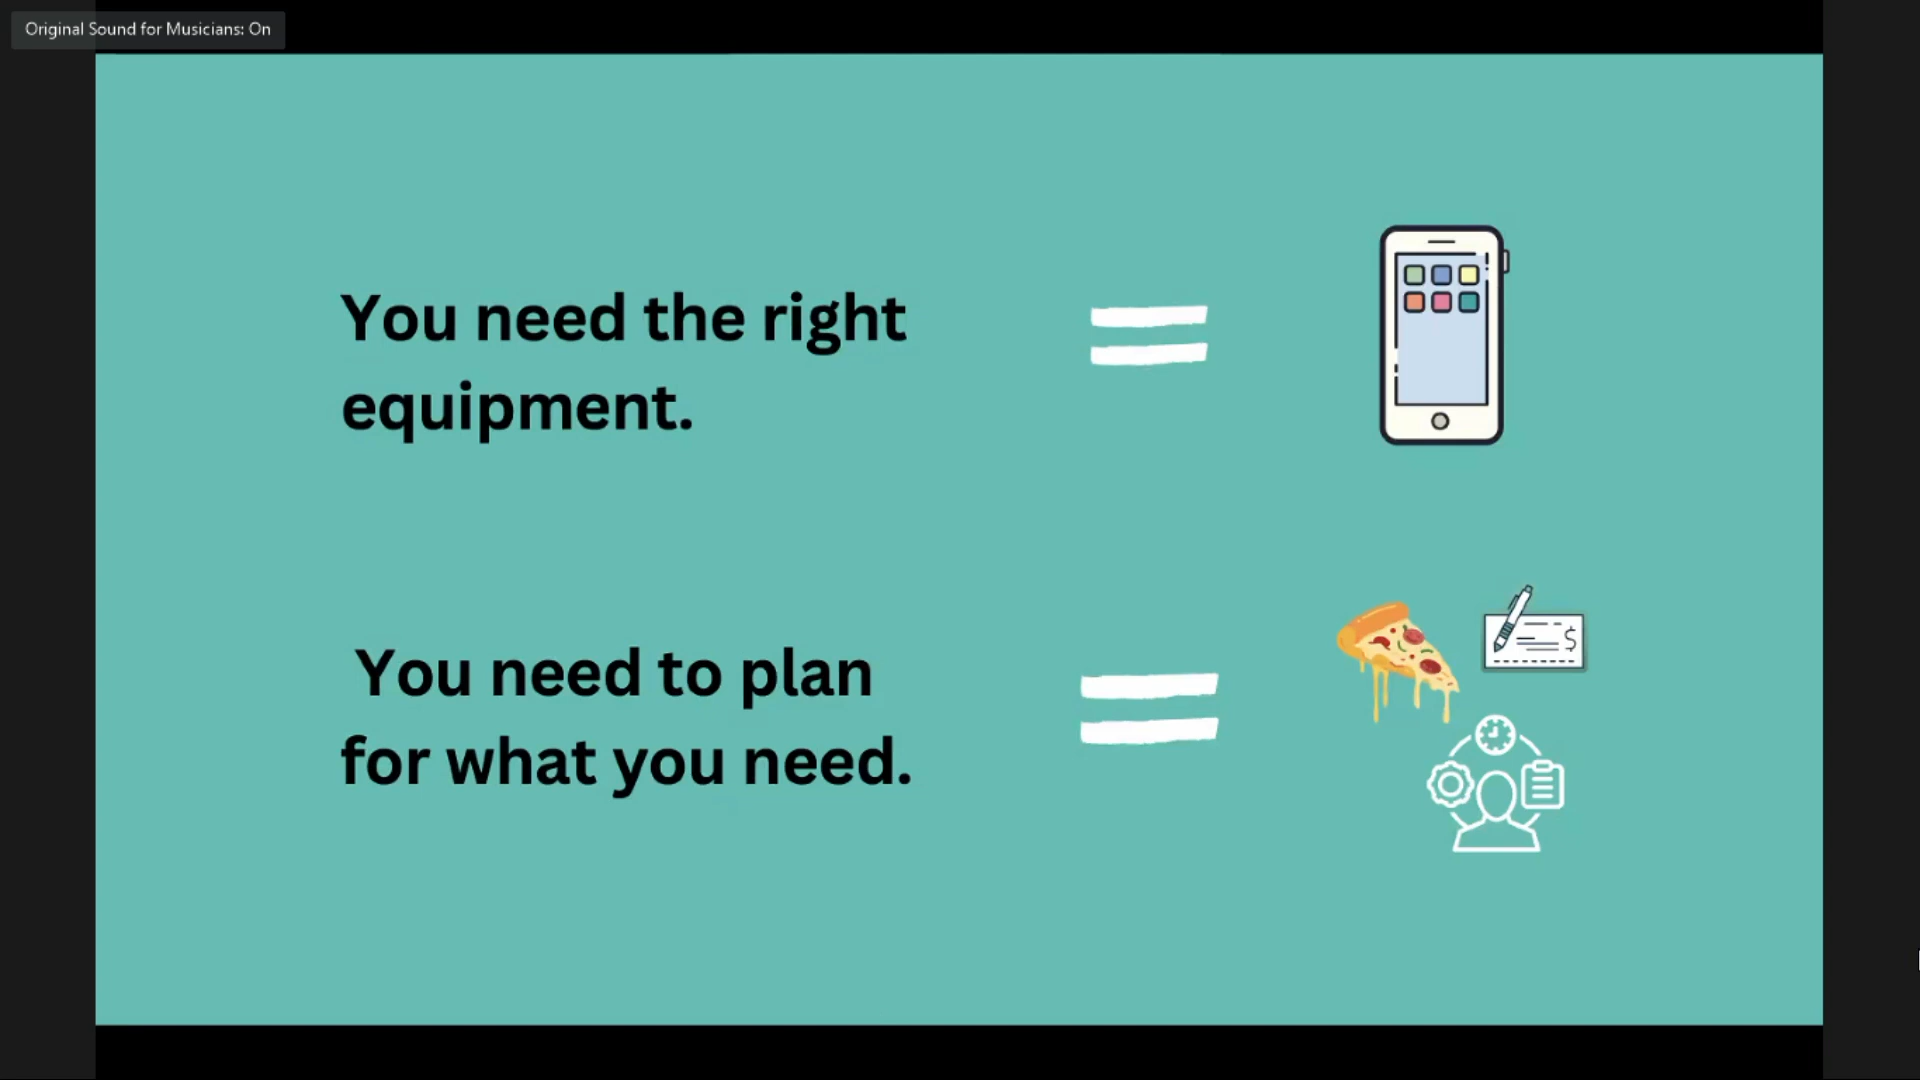 Original Sound for Musicians: On
You need the right
equipment.
$
You need to plan
for what you need.